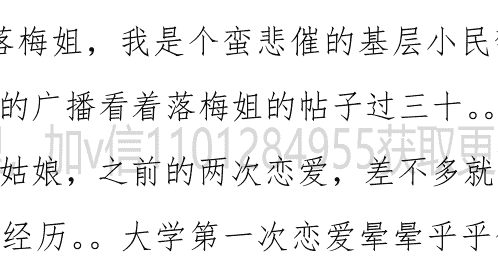 落梅姐，我是个蛮悲催的基层小民
的广播看着落梅姐的帖子过三十。。
加v信1101284955获取更
姑娘，之前的两次恋爱，差不多就
经历。。大学第一次恋爱晕晕乎乎